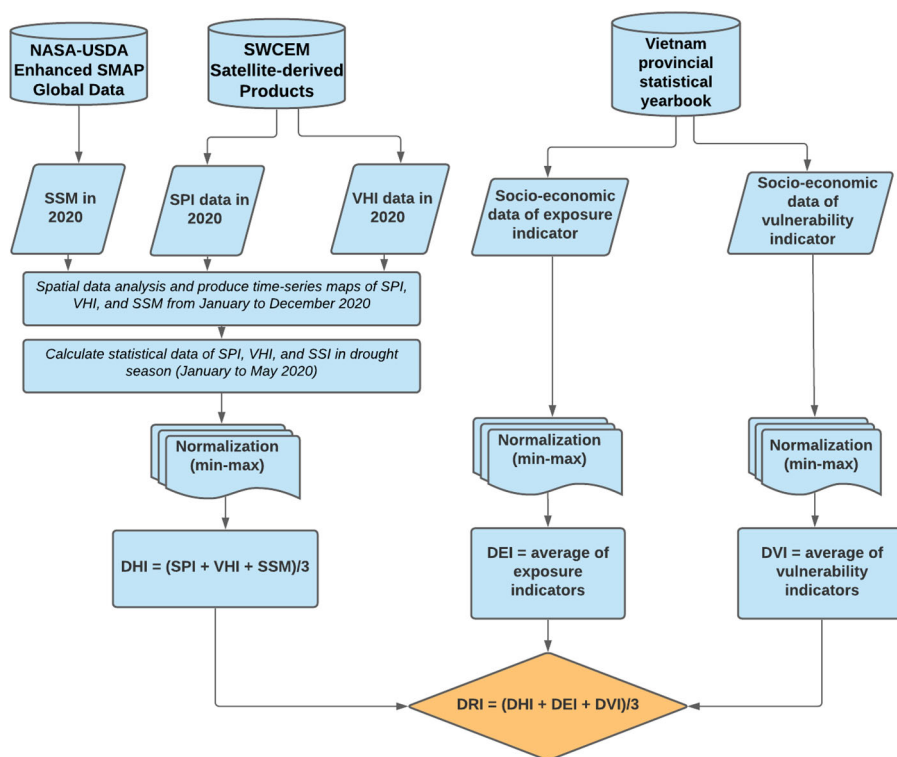 NASA-USDA
Enhanced SMAP
Global Data
SWCEM
Satellite-derived
Products
Vietnam
provincial
statistical
yearbook
SSM in
2020
SPI data in
2020
VHI data in
2020
Socio-economic
data of exposure
indicator
Socio-economic
data of
vulnerability
indicator
Spatial data analysis and produce time-series maps of SPI,
VHI, and SSM from January to December 2020
Calculate statistical data of SPI, VHI, and SSI in drought
season (January to May 2020)
Normalization
(min-max)
Normalization
(min-max)
Normalization
(min-max)
DHI = (SPI + VHI + SSM)/3
DEI = average of
exposure
indicators
DVI = average of
vulnerability
indicators
DRI = (DHI + DEI + DVI)/3